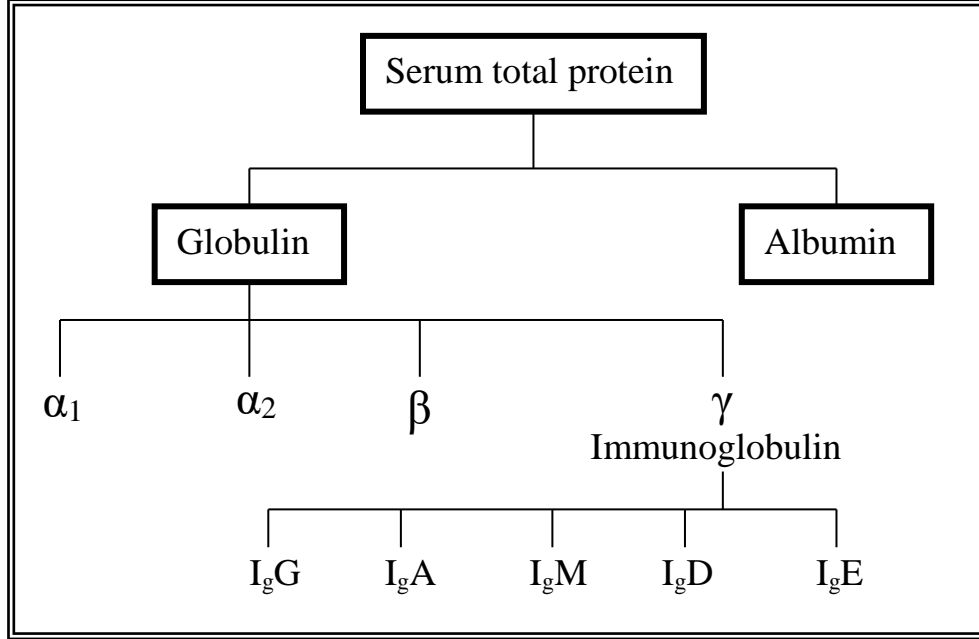 Serum total protein
Globulin
Albumin
α₁
α₂
β
γ
Immunoglobulin
IgG
IgA
IgM
IgD
IgE